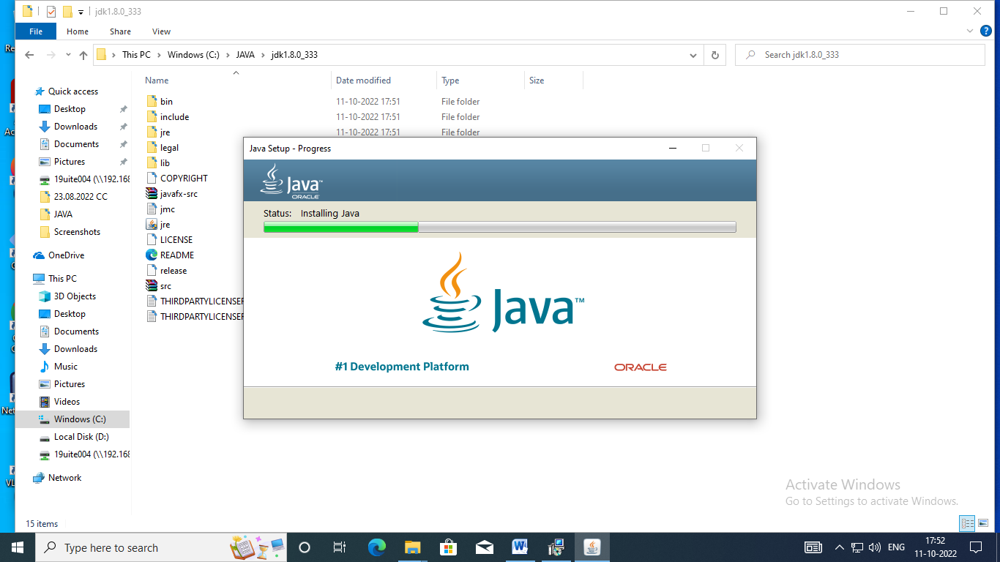 jdk1.8.0_333
File Home Share View
This PC Windows (C:) JAVA jdk1.8.0_333
Search jdk1.8.0_333
Name Date modified Type Size
Quick access
Desktop
Downloads
Documents
Pictures
19uite004 (\\192.168
23.08.2022 CC
JAVA
Screenshots
OneDrive
This PC
3D Objects
Desktop
Documents
Downloads
Music
Pictures
Videos
Windows (C:)
Local Disk (D:)
19uite004 (\\192.168
Network
bin 11-10-2022 17:51 File folder
include 11-10-2022 17:51 File folder
jre 11-10-2022 17:51 File folder
legal
lib
COPYRIGHT
javafx-src
jmc
jre
LICENSE
README
release
src
THIRDPARTYLICENSER
THIRDPARTYLICENSER
Java Setup - Progress
Java™
ORACLE
Status: Installing Java
Java™
#1 Development Platform
ORACLE
Activate Windows
Go to Settings to activate Windows.
15 items
Type here to search
ENG
17:52
11-10-2022